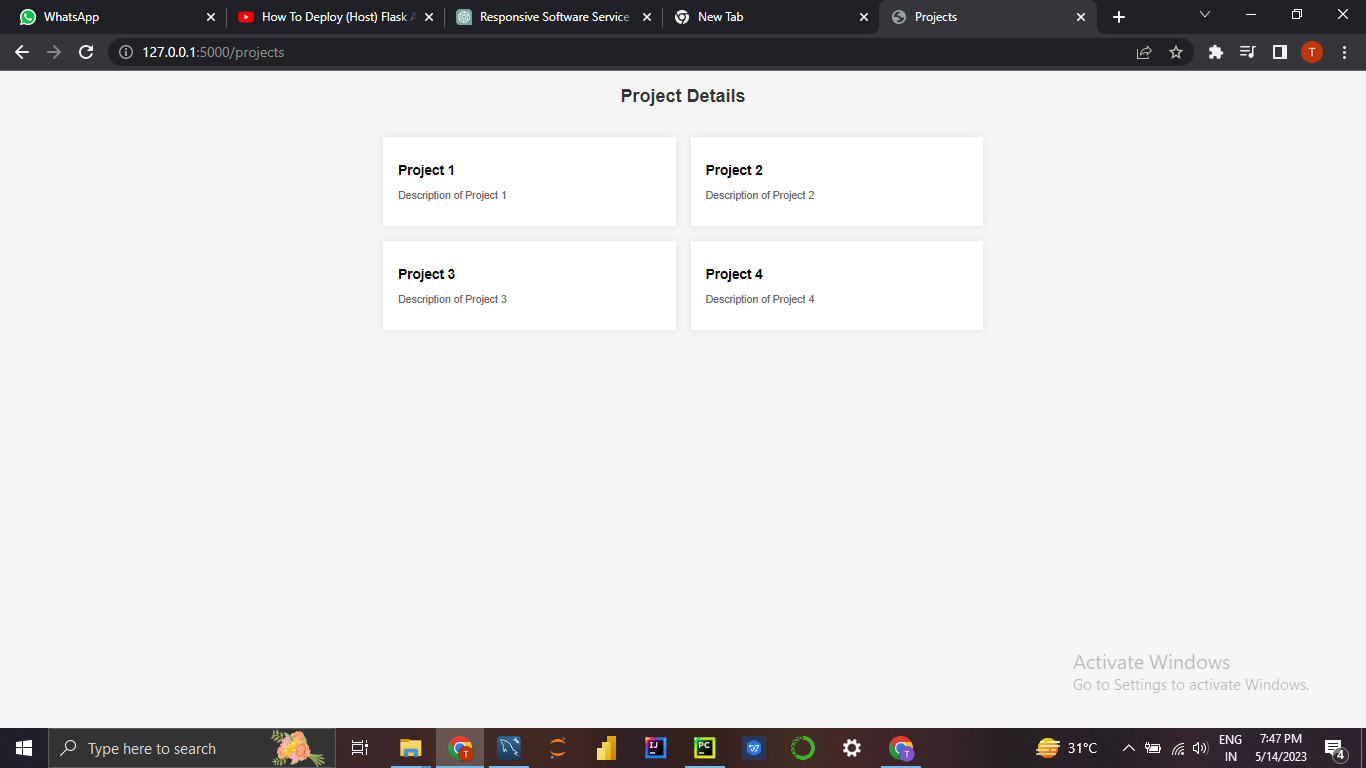 WhatsApp
How To Deploy (Host) Flask A
Responsive Software Service
New Tab
Projects
127.0.0.1:5000/projects
T
Project Details
Project 1
Description of Project 1
Project 2
Description of Project 2
Project 3
Description of Project 3
Project 4
Description of Project 4
Activate Windows
Go to Settings to activate Windows.
Type here to search
T
IJ
PC
W
T
31°C
ENG
IN
7:47 PM
5/14/2023
4